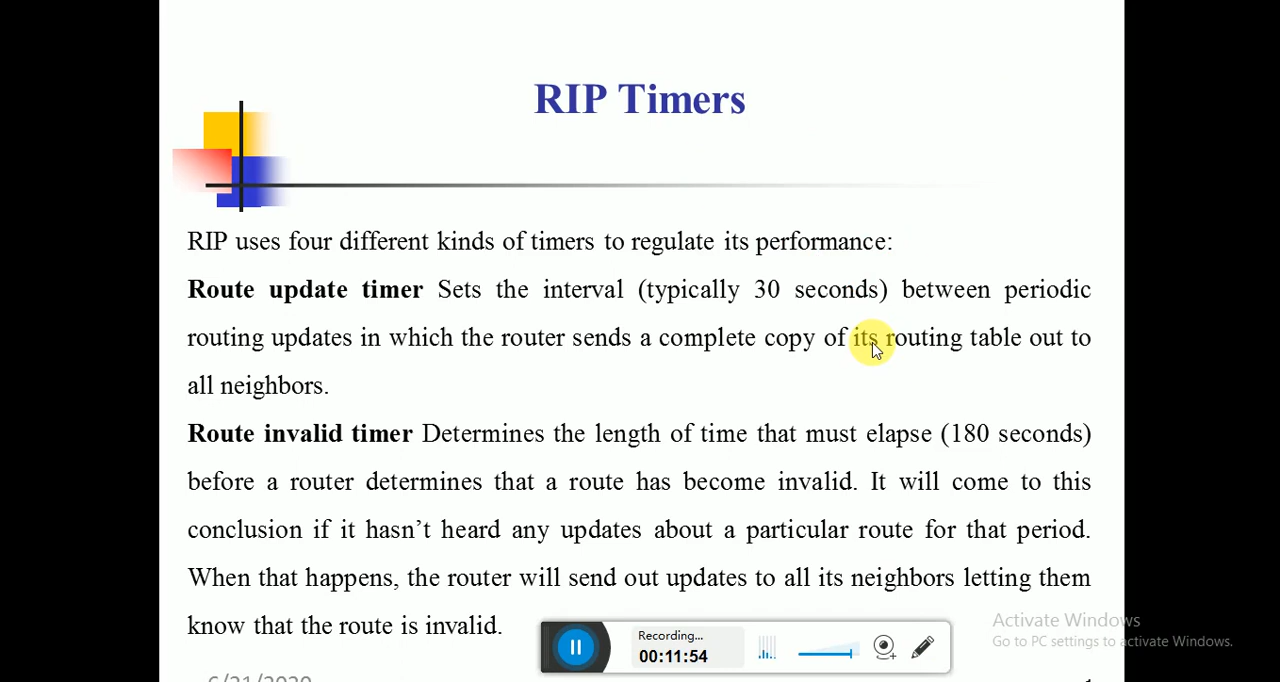 RIP Timers
RIP uses four different kinds of timers to regulate its performance:
Route update timer Sets the interval (typically 30 seconds) between periodic
routing updates in which the router sends a complete copy of its routing table out to
all neighbors.
Route invalid timer Determines the length of time that must elapse (180 seconds)
before a router determines that a route has become invalid. It will come to this
conclusion if it hasn't heard any updates about a particular route for that period.
When that happens, the router will send out updates to all its neighbors letting them
know that the route is invalid.
Recording...
00:11:54
Activate Windows
Go to PC settings to activate Windows.
6/21/2020